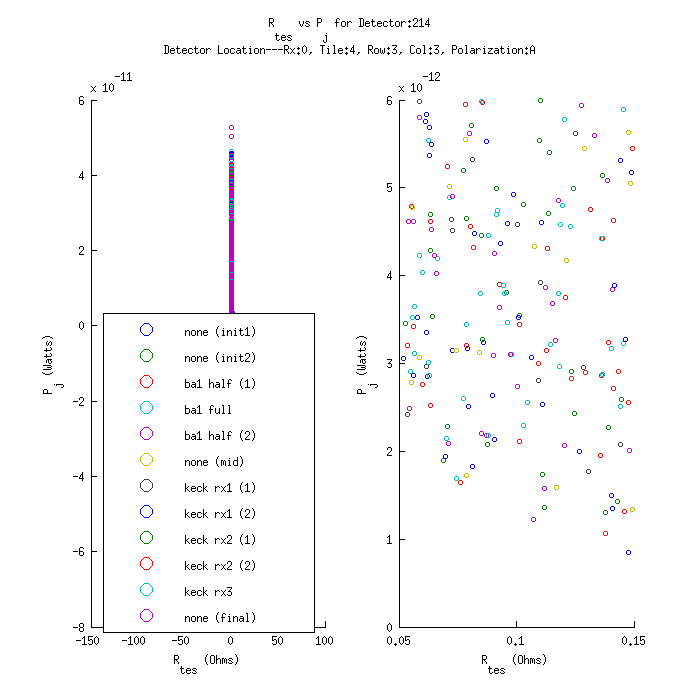 R_tes vs P_j for Detector:214
Detector Location---Rx:0, Tile:4, Row:3, Col:3, Polarization:A
x 10^-11
6
4
2
0
-2
-4
-6
-8
-150 -100 -50 0 50 100
P_j (Watts)
R_tes (Ohms)
none (init1)
none (init2)
ba1 half (1)
ba1 full
ba1 half (2)
none (mid)
keck rx1 (1)
keck rx1 (2)
keck rx2 (1)
keck rx2 (2)
keck rx3
none (final)
x 10^-12
6
5
4
3
2
1
0
0.05 0.1 0.15
P_j (Watts)
R_tes (Ohms)